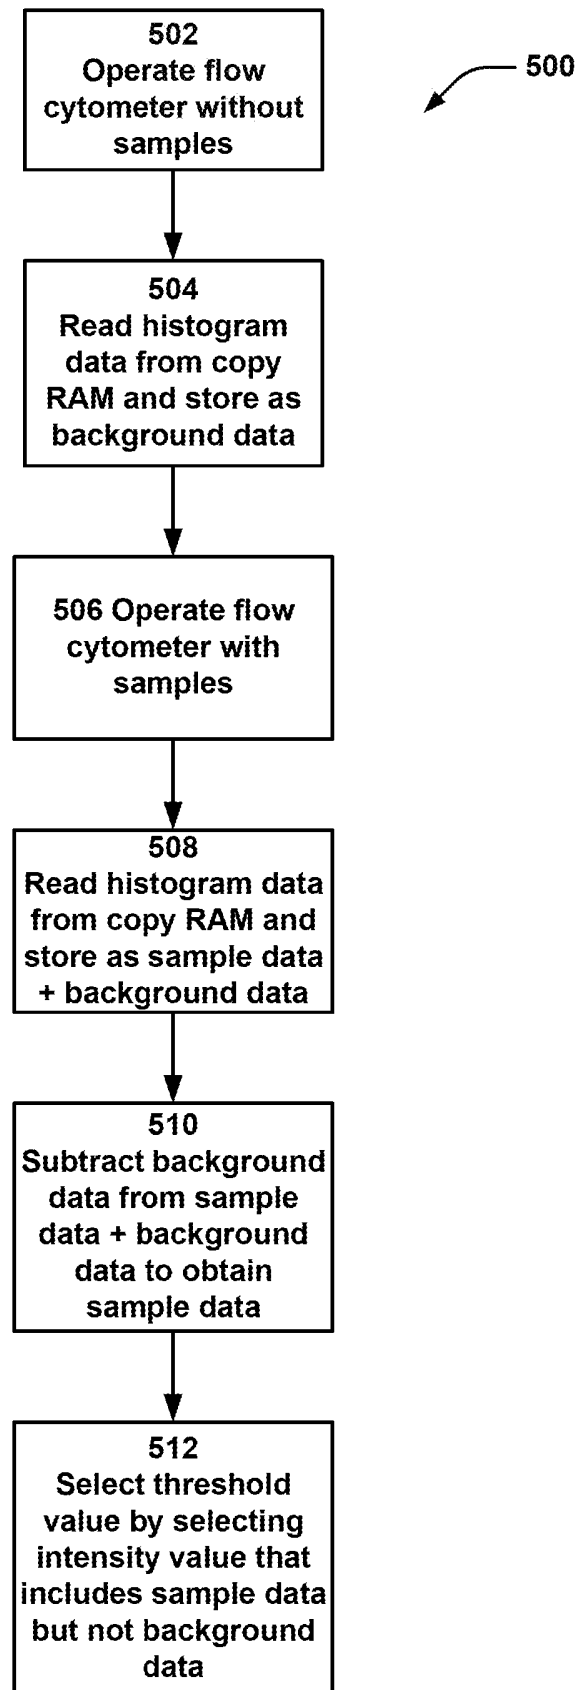 502
Operate flow
cytometer without
samples
500
504
Read histogram
data from copy
RAM and store as
background data
506 Operate flow
cytometer with
samples
508
Read histogram data
from copy RAM and
store as sample data
+ background data
510
Subtract background
data from sample
data + background
data to obtain
sample data
512
Select threshold
value by selecting
intensity value that
includes sample data
but not background
data